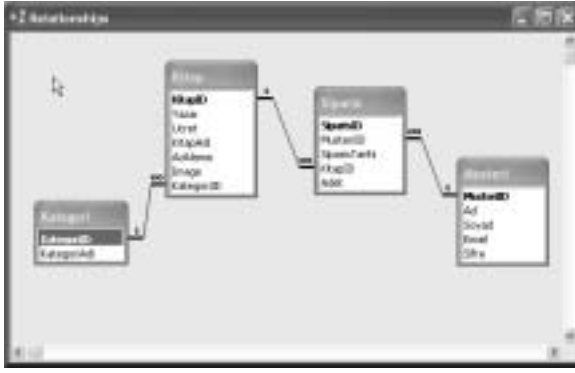 Relationships
Kitap
KitapID
Yazar
Ucret
KitapAdi
Aciklama
Image
KategoriID
Siparis
SiparisID
MusteriID
SiparisTarihi
KitapID
Adet
Musteri
MusteriID
Ad
Soyad
Email
Sifre
Kategori
KategoriID
KategoriAdi
1
∞
1
∞
∞
1